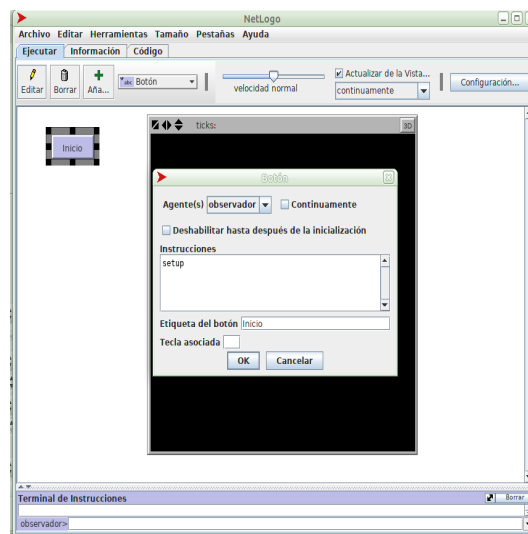 NetLogo
Archivo Editar Herramientas Tamaño Pestañas Ayuda
Ejecutar Información Código
Editar Borrar Aña... abc Botón velocidad normal Actualizar de la Vista... continuamente Configuración...
Inicio
ticks: 3D
Botón
Agente(s) observador Continuamente
Deshabilitar hasta después de la inicialización
Instrucciones
setup
Etiqueta del botón Inicio
Tecla asociada
OK Cancelar
Terminal de Instrucciones Borrar
observador>